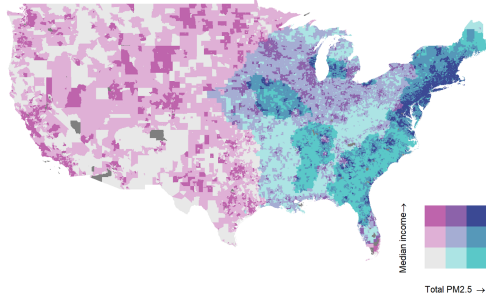 Median income→
Total PM2.5 →